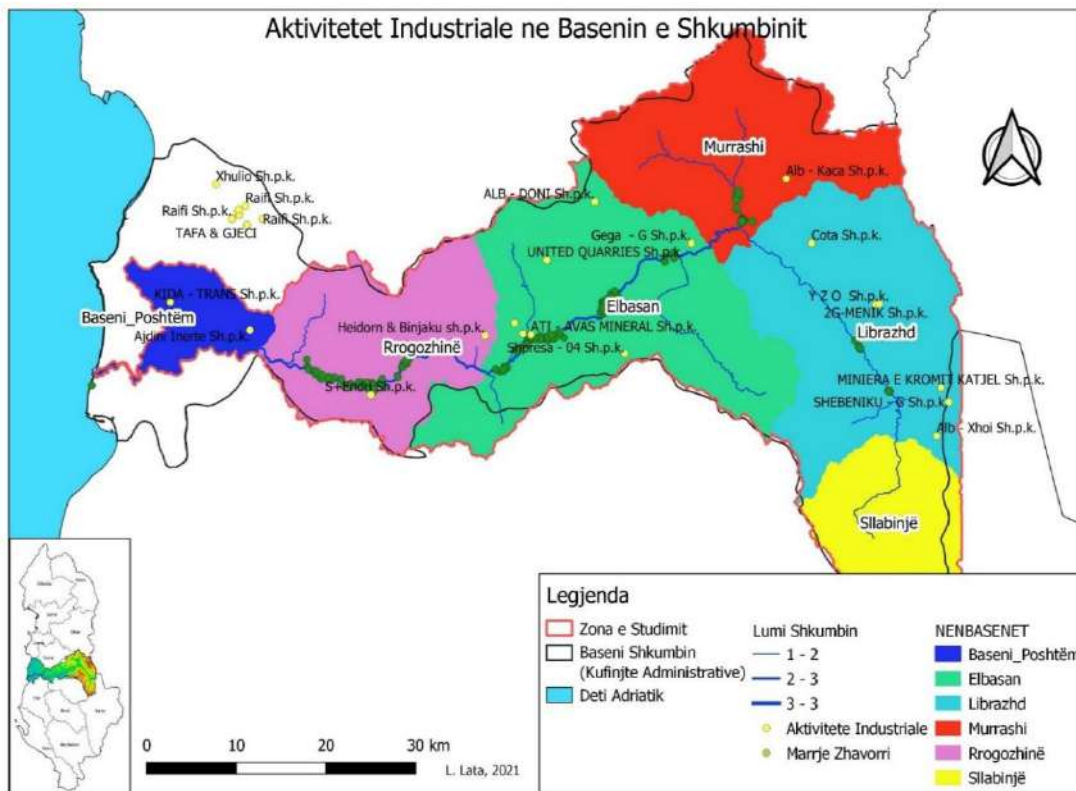 Aktivitetet Industriale ne Basenin e Shkumbinit
Murrashi
Alb - Kaca Sh.p.k.
Xhulio Sh.p.k.
ALB - DONI Sh.p.k.
Raifi Sh.p.k.
Raifi Sh.p.k.
Raifi Sh.p.k.
TAFA & GJECI
Gega - G Sh.p.k.
Cota Sh.p.k.
UNITED QUARRIES Sh.p.k.
KIDA - TRANS Sh.p.k.
Y Z O Sh.p.k.
Elbasan
2G-MENIK Sh.p.k.
Baseni_Poshtëm
Ajdini Inerte Sh.p.k.
Heidorn & Binjaku sh.p.k.
AVAS MINERAL Sh.p.k.
Librazhd
Rrogozhinë
Shpresa - 04 Sh.p.k.
MINIERA E KROMIT KATJEL Sh.p.k.
Sh.p.k.
SHEBENIKU - G Sh.p.k.
Alb - Xhoi Sh.p.k.
Sllabinjë
Legjenda
Zona e Studimit
Baseni Shkumbin
(Kufinjte Administrative)
Deti Adriatik
Lumi Shkumbin
1 - 2
2 - 3
3 - 3
Aktivitete Industriale
Marrje Zhavorri
NENBASENET
Baseni_Poshtëm
Elbasan
Librazhd
Murrashi
Rrogozhinë
Sllabinjë
0 10 20 30 km
L. Lata, 2021